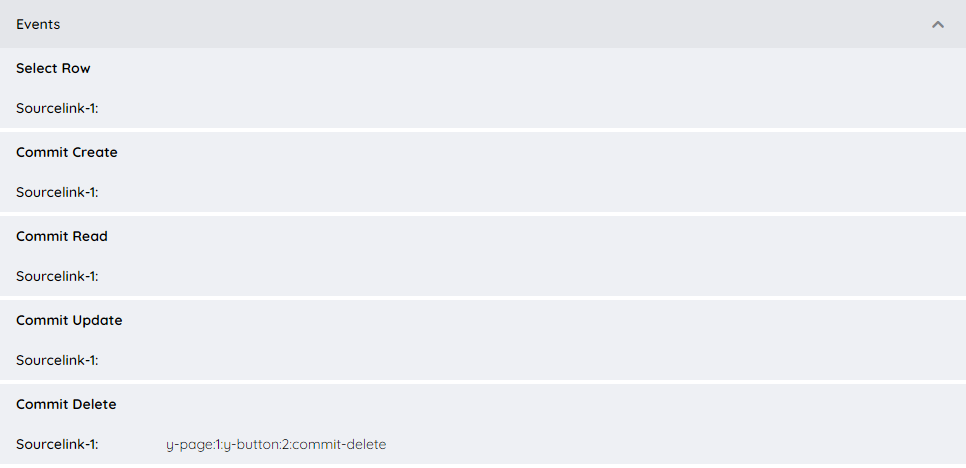 Events
Select Row
Sourcelink-1:
Commit Create
Sourcelink-1:
Commit Read
Sourcelink-1:
Commit Update
Sourcelink-1:
Commit Delete
Sourcelink-1: y-page:1:y-button:2:commit-delete